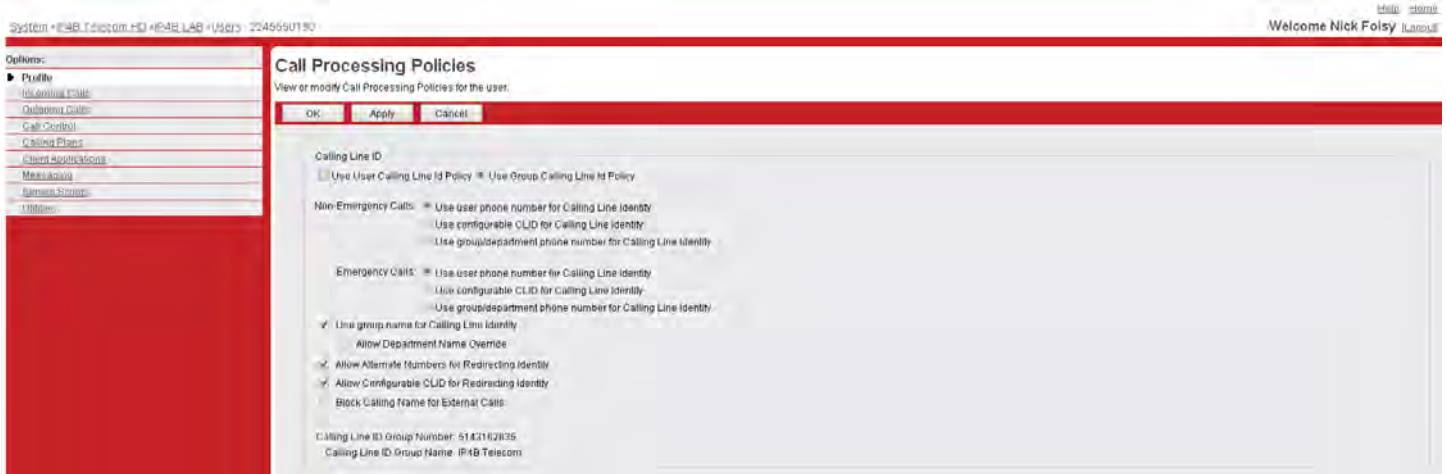 Help Home
System > IP4B Telecom HD > IP4B LAB > Users : 2245650190
Welcome Nick Foisy [Logout]
Options:
Profile
Incoming Calls
Outgoing Calls
Call Control
Calling Plans
Client Applications
Messaging
Service Scripts
Utilities
Call Processing Policies
View or modify Call Processing Policies for the user.
OK Apply Cancel
Calling Line ID
Use User Calling Line Id Policy Use Group Calling Line Id Policy
Non-Emergency Calls: Use user phone number for Calling Line Identity
Use configurable CLID for Calling Line Identity
Use group/department phone number for Calling Line Identity
Emergency Calls: Use user phone number for Calling Line Identity
Use configurable CLID for Calling Line Identity
Use group/department phone number for Calling Line Identity
Use group name for Calling Line Identity
Allow Department Name Override
Allow Alternate Numbers for Redirecting Identity
Allow Configurable CLID for Redirecting Identity
Block Calling Name for External Calls
Calling Line ID Group Number: 5143162835
Calling Line ID Group Name: IP4B Telecom